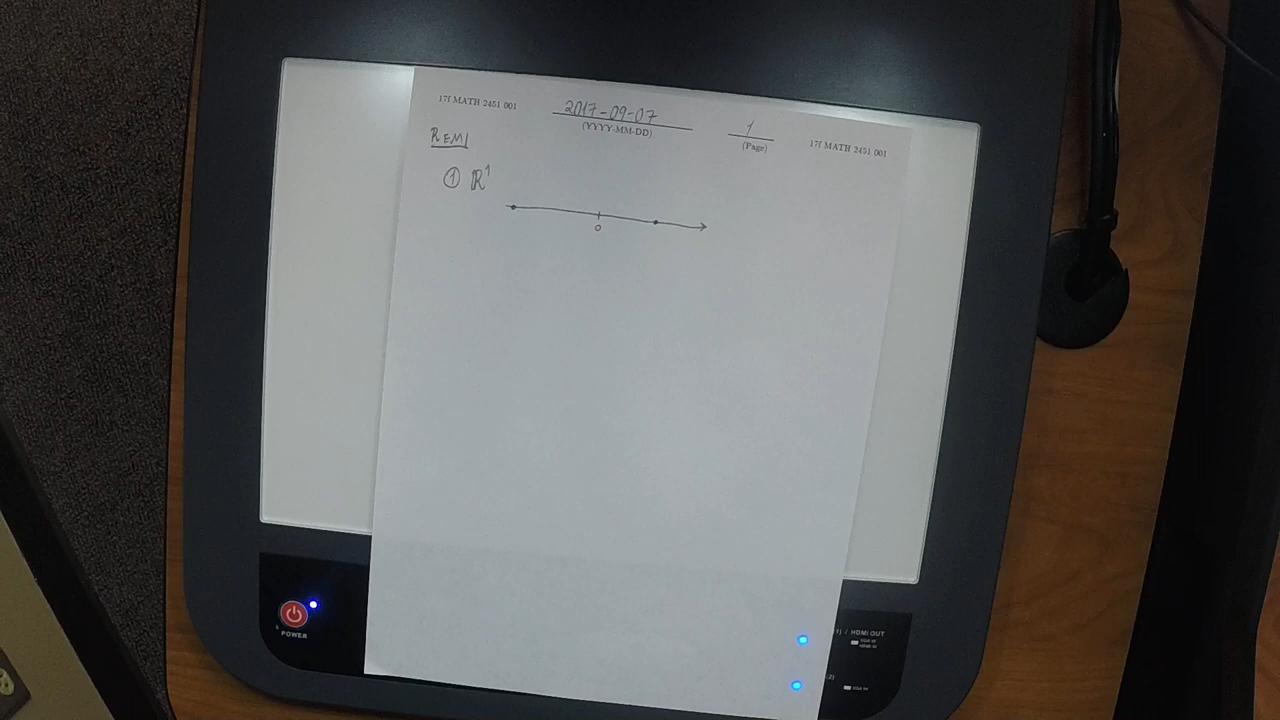 17f MATH 2451 001
2017-09-07
(YYYY-MM-DD)
1
(Page)
17f MATH 2451 001
REM|
① ℝ¹
0
POWER
/ HDMI OUT